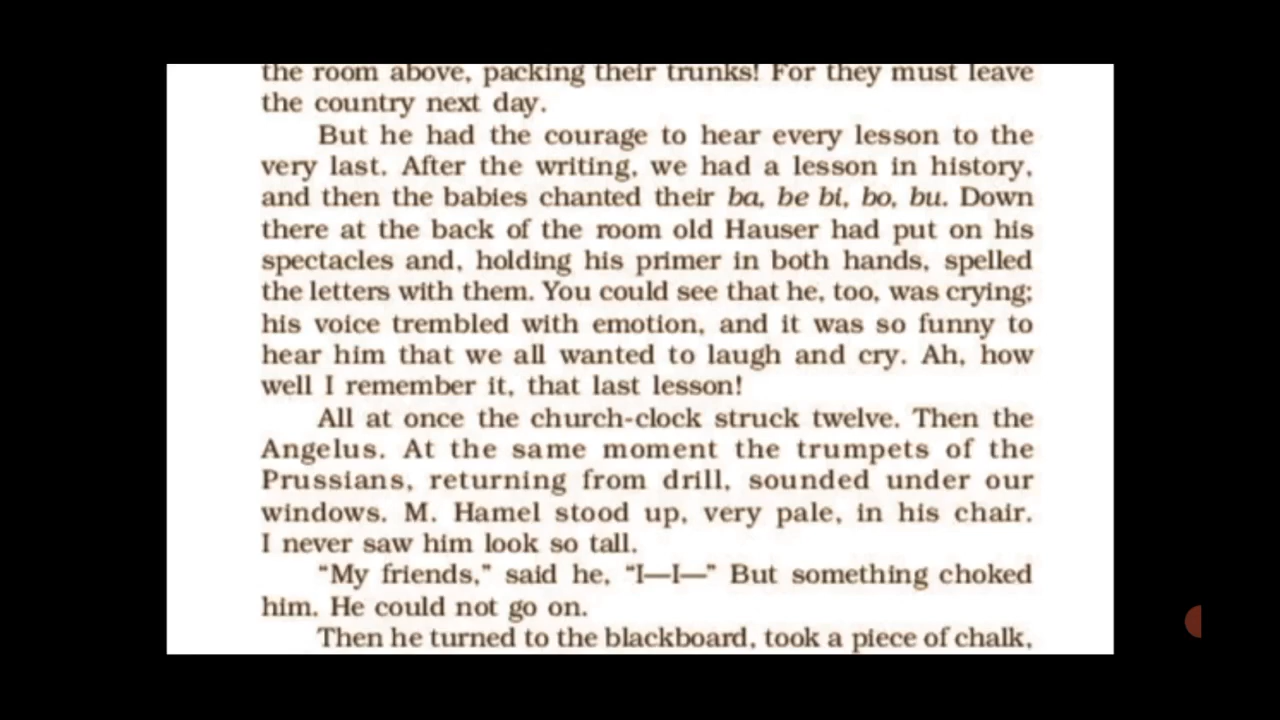 the room above, packing their trunks! For they must leave
the country next day.
But he had the courage to hear every lesson to the
very last. After the writing, we had a lesson in history,
and then the babies chanted their ba, be bi, bo, bu. Down
there at the back of the room old Hauser had put on his
spectacles and, holding his primer in both hands, spelled
the letters with them. You could see that he, too, was crying;
his voice trembled with emotion, and it was so funny to
hear him that we all wanted to laugh and cry. Ah, how
well I remember it, that last lesson!
All at once the church-clock struck twelve. Then the
Angelus. At the same moment the trumpets of the
Prussians, returning from drill, sounded under our
windows. M. Hamel stood up, very pale, in his chair.
I never saw him look so tall.
“My friends,” said he, “I—I—” But something choked
him. He could not go on.
Then he turned to the blackboard, took a piece of chalk,